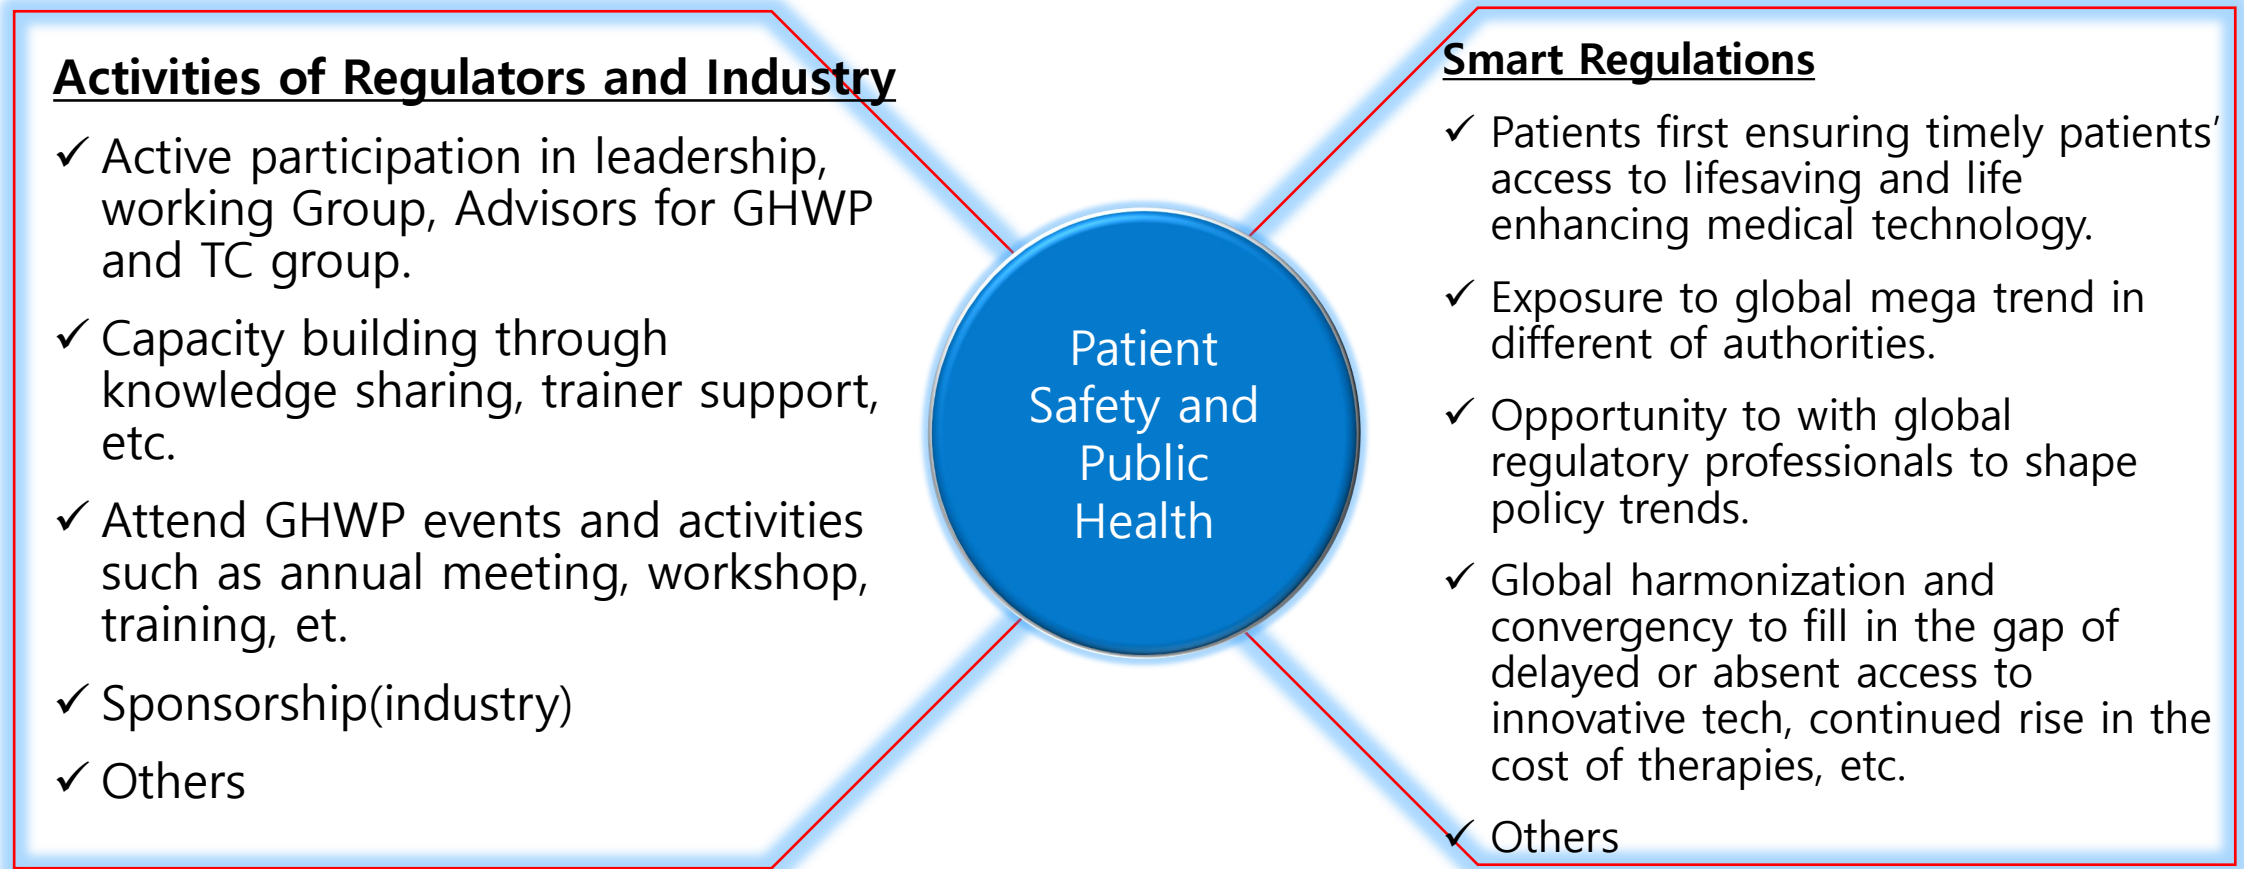 Activities of Regulators and Industry
✓ Active participation in leadership,
working Group, Advisors for GHWP
and TC group.
✓ Capacity building through
knowledge sharing, trainer support,
etc.
✓ Attend GHWP events and activities
such as annual meeting, workshop,
training, et.
✓ Sponsorship(industry)
✓ Others
Patient
Safety and
Public
Health
Smart Regulations
✓ Patients first ensuring timely patients’
access to lifesaving and life
enhancing medical technology.
✓ Exposure to global mega trend in
different of authorities.
✓ Opportunity to with global
regulatory professionals to shape
policy trends.
✓ Global harmonization and
convergency to fill in the gap of
delayed or absent access to
innovative tech, continued rise in the
cost of therapies, etc.
✓ Others